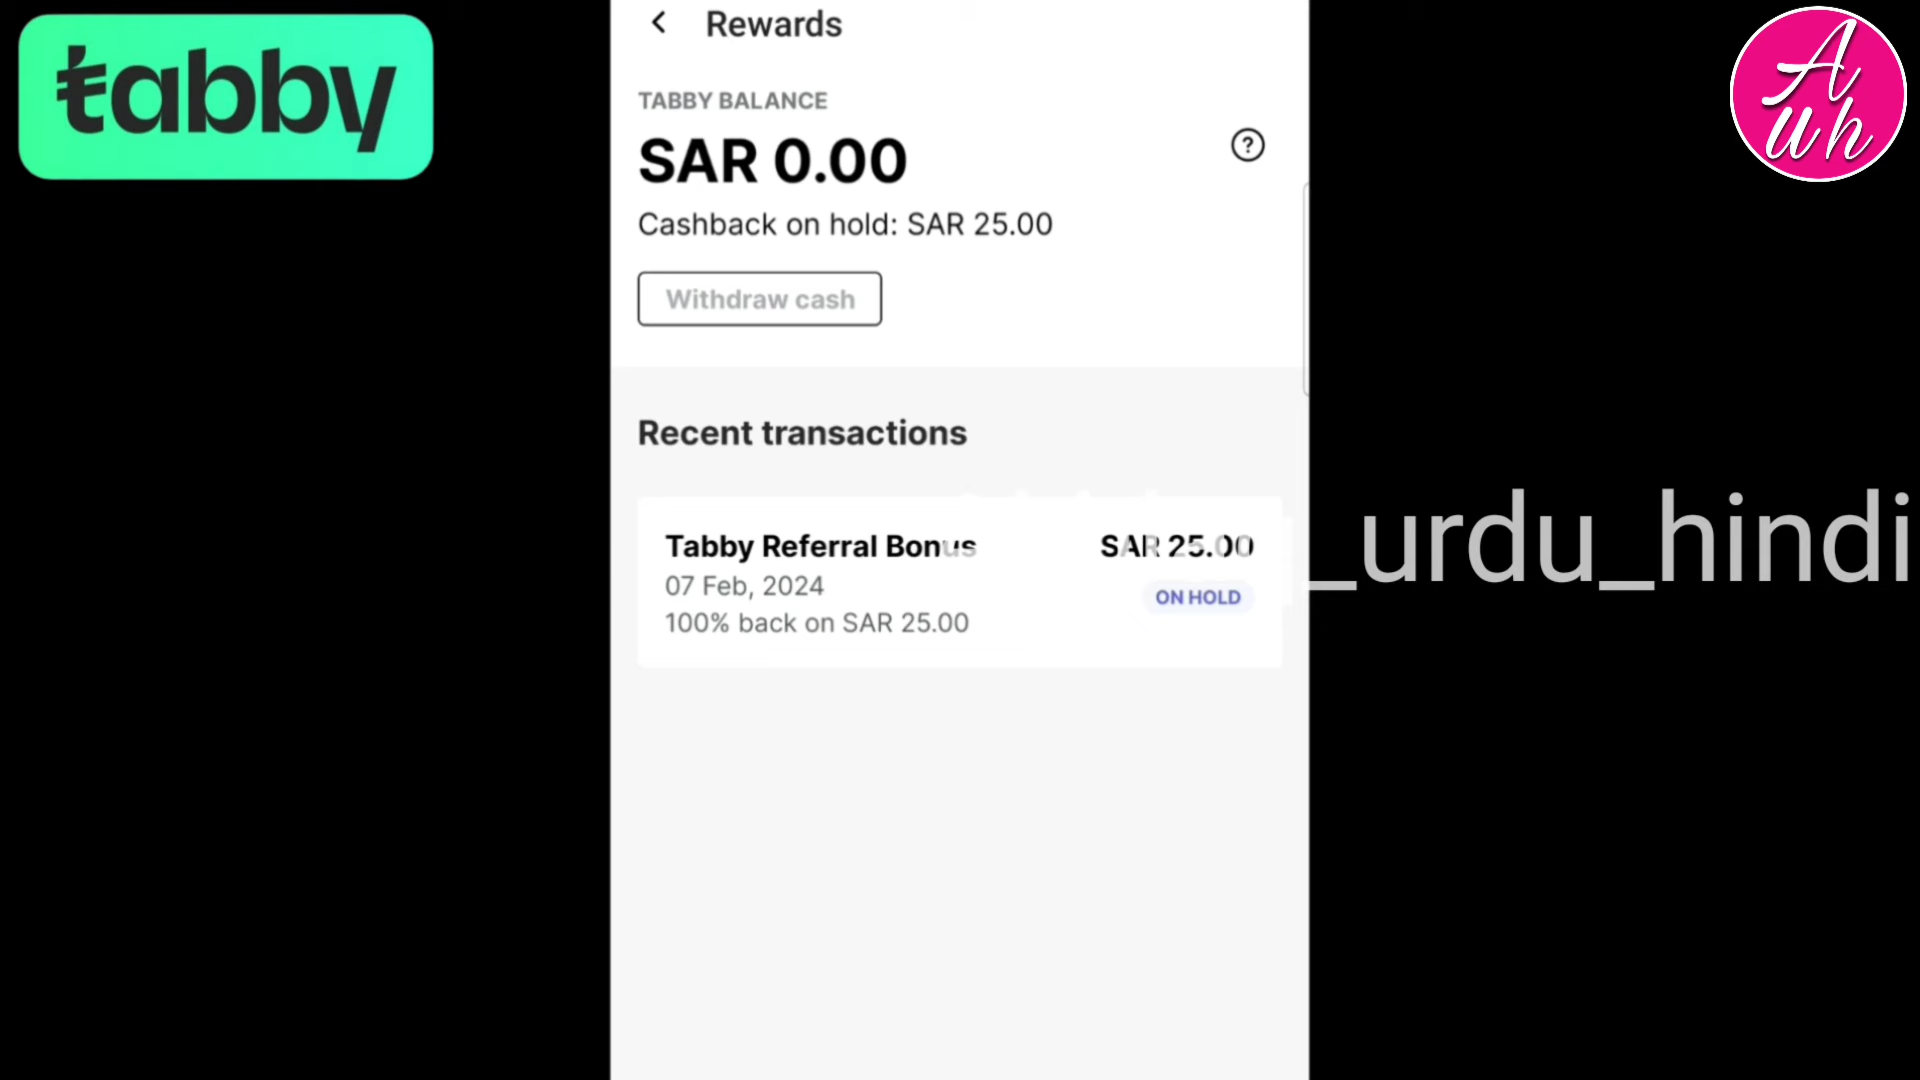 tabby
Rewards
A
uh
TABBY BALANCE
SAR 0.00
?
Cashback on hold: SAR 25.00
Withdraw cash
Recent transactions
Tabby Referral Bonus
SAR 25.00
_urdu_hindi
07 Feb, 2024
ON HOLD
100% back on SAR 25.00